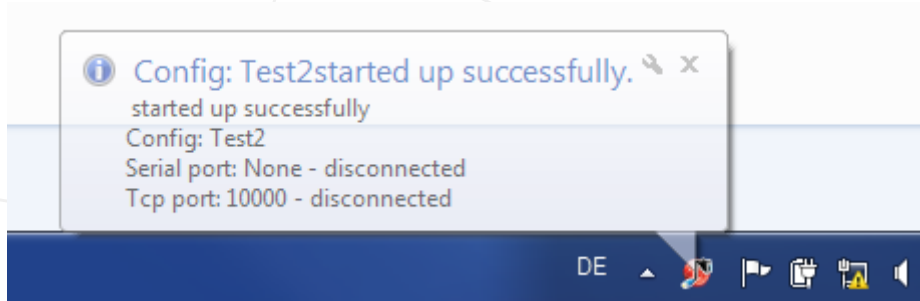 Config: Test2started up successfully.
started up successfully
Config: Test2
Serial port: None - disconnected
Tcp port: 10000 - disconnected
DE